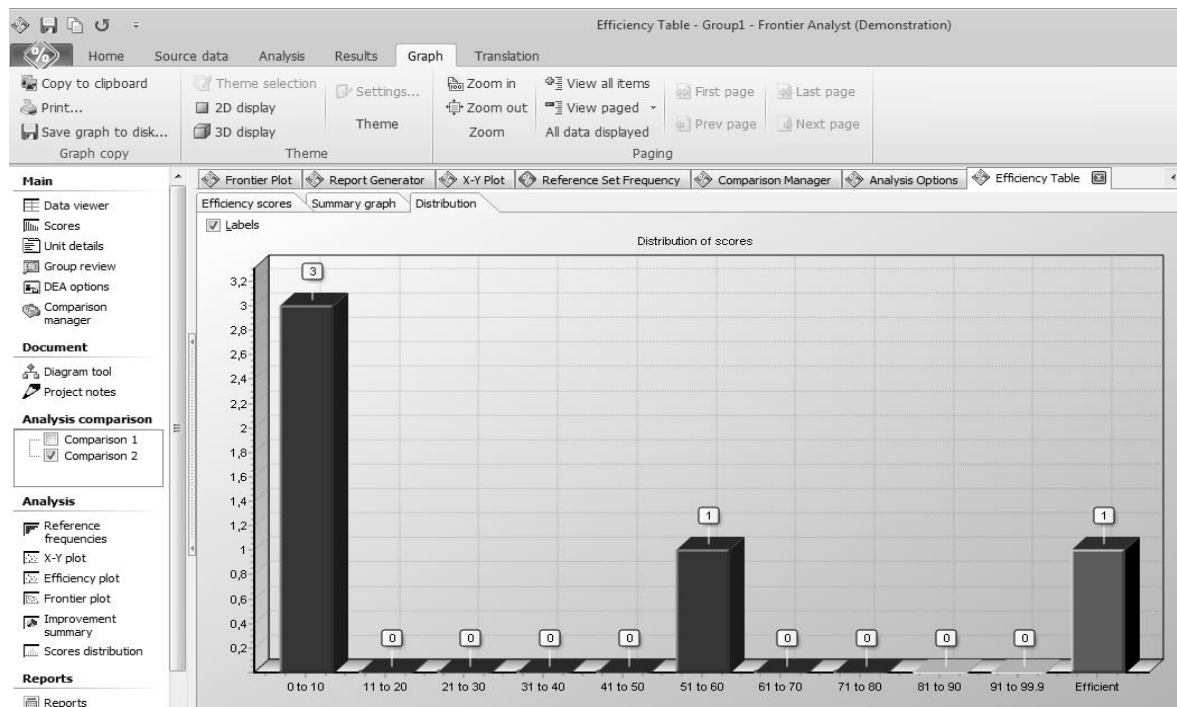 Efficiency Table - Group1 - Frontier Analyst (Demonstration)
Home Source data Analysis Results Graph Translation
Copy to clipboard
Print...
Save graph to disk...
Graph copy
Theme selection
2D display
3D display
Settings...
Theme
Theme
Zoom in
Zoom out
Zoom
View all items
View paged
All data displayed
First page
Prev page
Last page
Next page
Paging
Main
Data viewer
Scores
Unit details
Group review
DEA options
Comparison
manager
Document
Diagram tool
Project notes
Analysis comparison
Comparison 1
Comparison 2
Analysis
Reference
frequencies
X-Y plot
Efficiency plot
Frontier plot
Improvement
summary
Scores distribution
Reports
Reports
Frontier Plot Report Generator X-Y Plot Reference Set Frequency Comparison Manager Analysis Options Efficiency Table
Efficiency scores Summary graph Distribution
Labels
Distribution of scores
3,2
3
2,8
2,6
2,4
2,2
2
1,8
1,6
1,4
1,2
1
0,8
0,6
0,4
0,2
3 0 0 0 0 1 0 0 0 0 1
0 to 10 11 to 20 21 to 30 31 to 40 41 to 50 51 to 60 61 to 70 71 to 80 81 to 90 91 to 99.9 Efficient